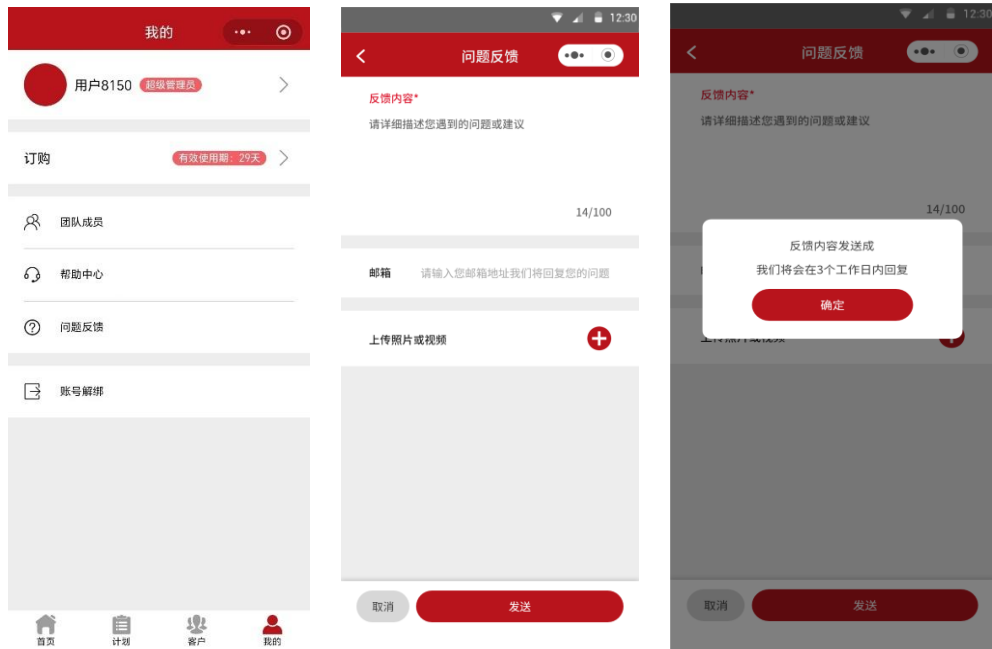 我的
用户8150 超级管理员
订购 有效使用期：29天
团队成员
帮助中心
问题反馈
账号解绑
首页 计划 客户 我的
12:30
问题反馈
反馈内容*
请详细描述您遇到的问题或建议
14/100
邮箱 请输入您邮箱地址我们将回复您的问题
上传照片或视频
取消 发送
12:30
问题反馈
反馈内容*
请详细描述您遇到的问题或建议
14/100
反馈内容发送成
我们将会在3个工作日内回复
确定
上传照片或视频
取消 发送